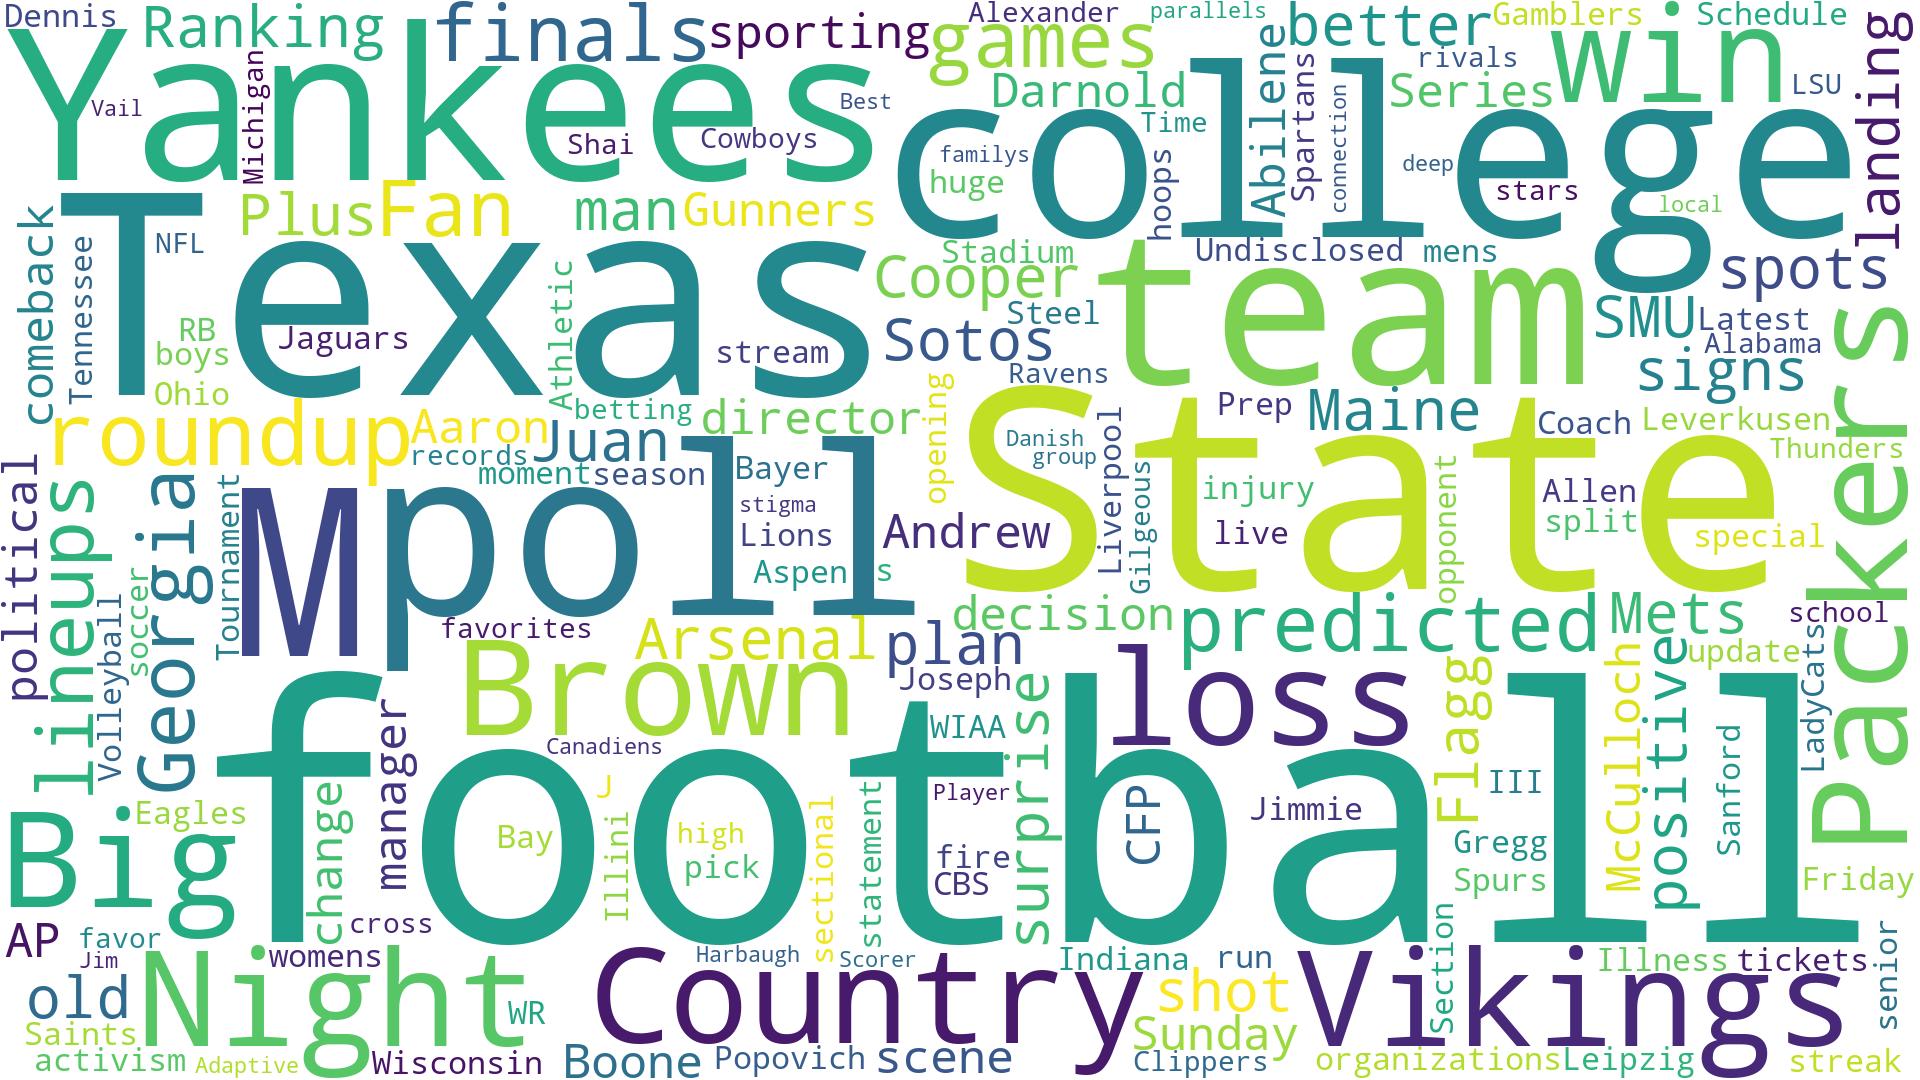 Dennis
Ranking
finals
sporting
Alexander
parallels
games
better
Gamblers
win
Schedule
landing
Yankees
Vail
Michigan
Shai
Cowboys
Best
Darnold
Time
Abilene
Spartans
connection
rivals
Series
LSU
college
familys
huge
hoops
deep
stars
local
Plus
Fan
man
Gunners
comeback
Tennessee
NFL
Texas
Athletic
Stadium
Undisclosed
mens
Cooper
team
spots
RB
boys
Ohio
Jaguars
stream
Sotos
Steel
SMU
Latest
Alabama
signs
Packers
Ravens
roundup
Aaron
betting
director
opening
Juan
records
moment
season
Bayer
State
Danish
group
Liverpool
Gilgeous
Prep
Maine
Coach
Leverkusen
Thunders
political
lineups
Georgia
soccer
Volleyball
Tournament
M
poll
stigma
Lions
Aspen
s
Andrew
injury
live
opponent
Allen
split
special
favorites
Arsenal
plan
decision
predicted
Mets
school
Brown
Joseph
loss
update
LadyCats
WIAA
surprise
Flagg
McCulloch
positive
Sanford
football
manager
Canadiens
J
Player
CFP
Jimmie
III
Big
Eagles
change
Bay
Illini
high
pick
sectional
statement
fire
CBS
Gregg
Spurs
Friday
AP
favor
Jim
cross
womens
Harbaugh
Scorer
Indiana
run
Section
Illness
tickets
senior
old
Night
WR
Country
shot
Vikings
Saints
Sunday
activism
Adaptive
Wisconsin
Boone
Popovich
scene
Clippers
organizations
Leipzig
streak